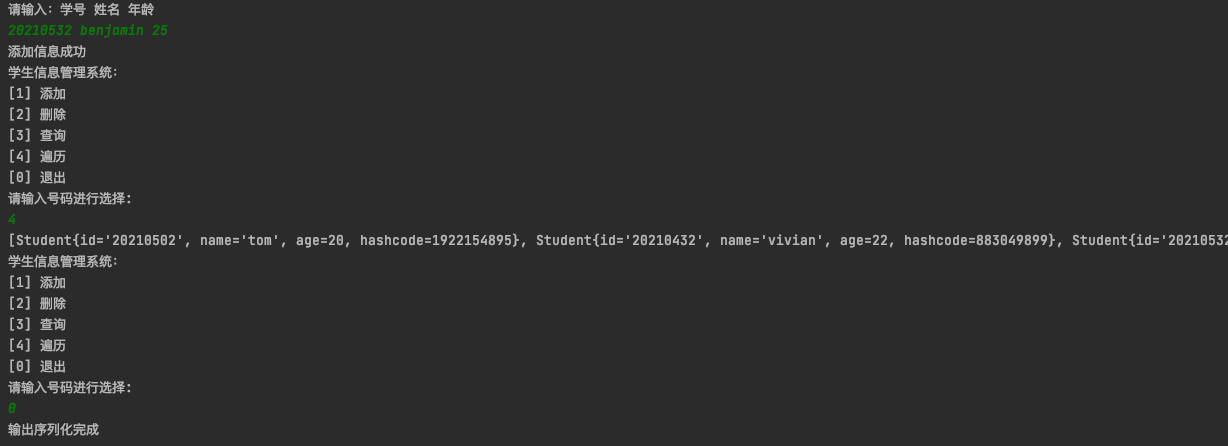 请输入: 学号 姓名 年龄
20210532 benjamin 25
添加信息成功
学生信息管理系统:
[1] 添加
[2] 删除
[3] 查询
[4] 遍历
[0] 退出
请输入号码进行选择:
4
[Student{id='20210502', name='tom', age=20, hashcode=1922154895}, Student{id='20210432', name='vivian', age=22, hashcode=883049899}, Student{id='20210532
学生信息管理系统:
[1] 添加
[2] 删除
[3] 查询
[4] 遍历
[0] 退出
请输入号码进行选择:
0
输出序列化完成